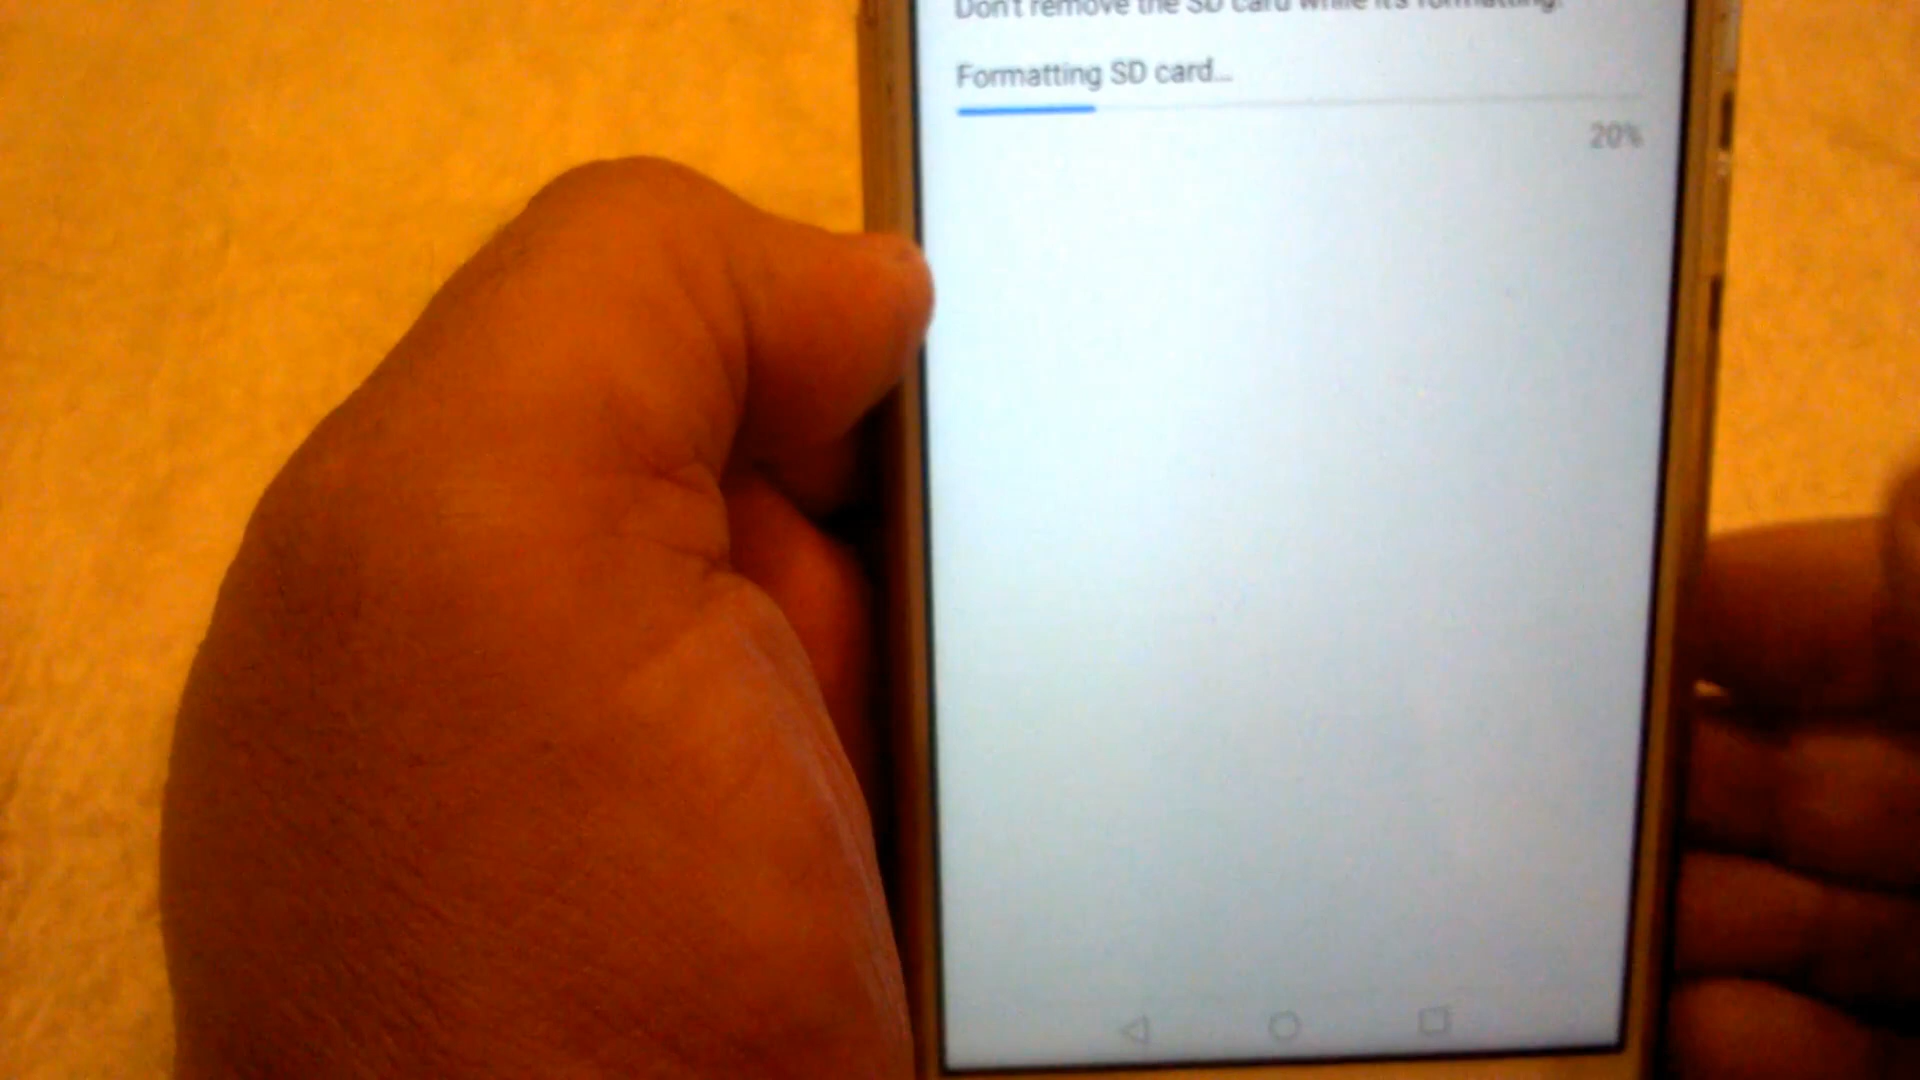 Don't remove the SD card while it's formatting.
Formatting SD card...
20%